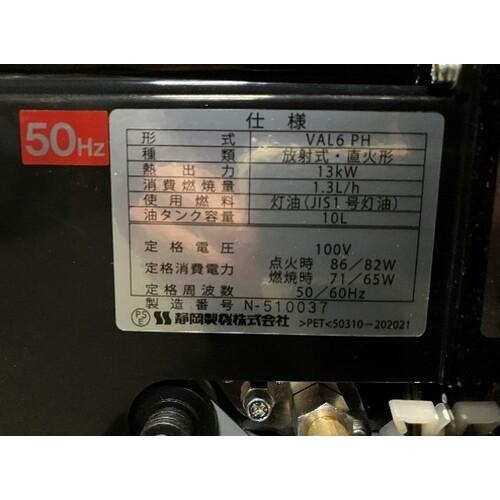 50Hz
仕様
形式 VAL6 PH
種類 放射式・直火形
熱出力 13kW
消費燃焼量 1.3L/h
使用燃料 灯油(JIS1号灯油)
油タンク容量 10L
定格電圧 100V
定格消費電力 点火時 86/82W
燃焼時 71/65W
定格周波数 50/60Hz
製造番号 N-510037
PSE 静岡製機株式会社 >PET<50310-202021